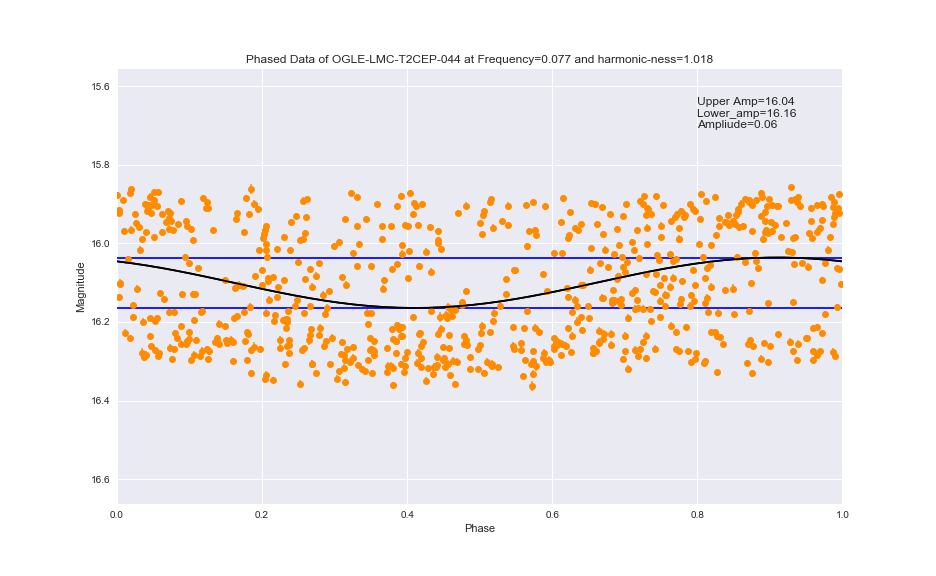 Phased Data of OGLE-LMC-T2CEP-044 at Frequency=0.077 and harmonic-ness=1.018
Upper Amp=16.04
Lower_amp=16.16
Ampliude=0.06
15.6
15.8
16.0
16.2
16.4
16.6
Magnitude
0.0
0.2
0.4
0.6
0.8
1.0
Phase